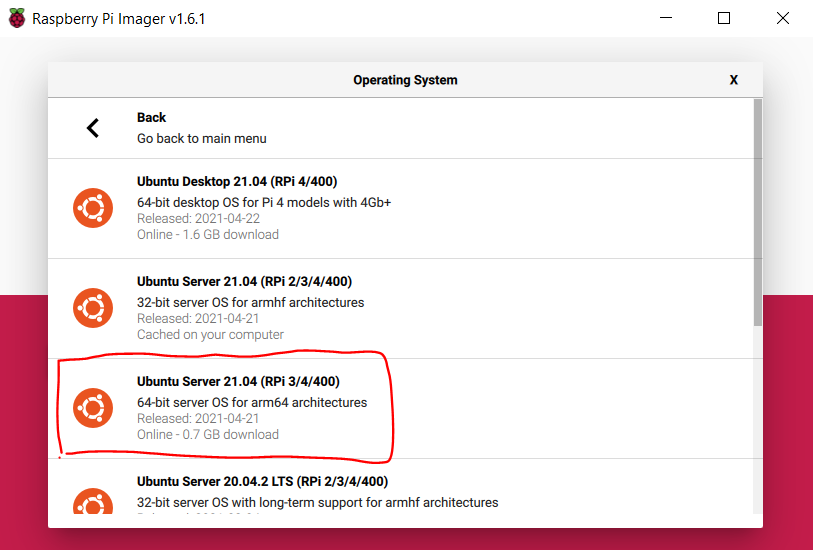 Raspberry Pi Imager v1.6.1
Operating System
X
Back
Go back to main menu
Ubuntu Desktop 21.04 (RPi 4/400)
64-bit desktop OS for Pi 4 models with 4Gb+
Released: 2021-04-22
Online - 1.6 GB download
Ubuntu Server 21.04 (RPi 2/3/4/400)
32-bit server OS for armhf architectures
Released: 2021-04-21
Cached on your computer
Ubuntu Server 21.04 (RPi 3/4/400)
64-bit server OS for arm64 architectures
Released: 2021-04-21
Online - 0.7 GB download
Ubuntu Server 20.04.2 LTS (RPi 2/3/4/400)
32-bit server OS with long-term support for armhf architectures